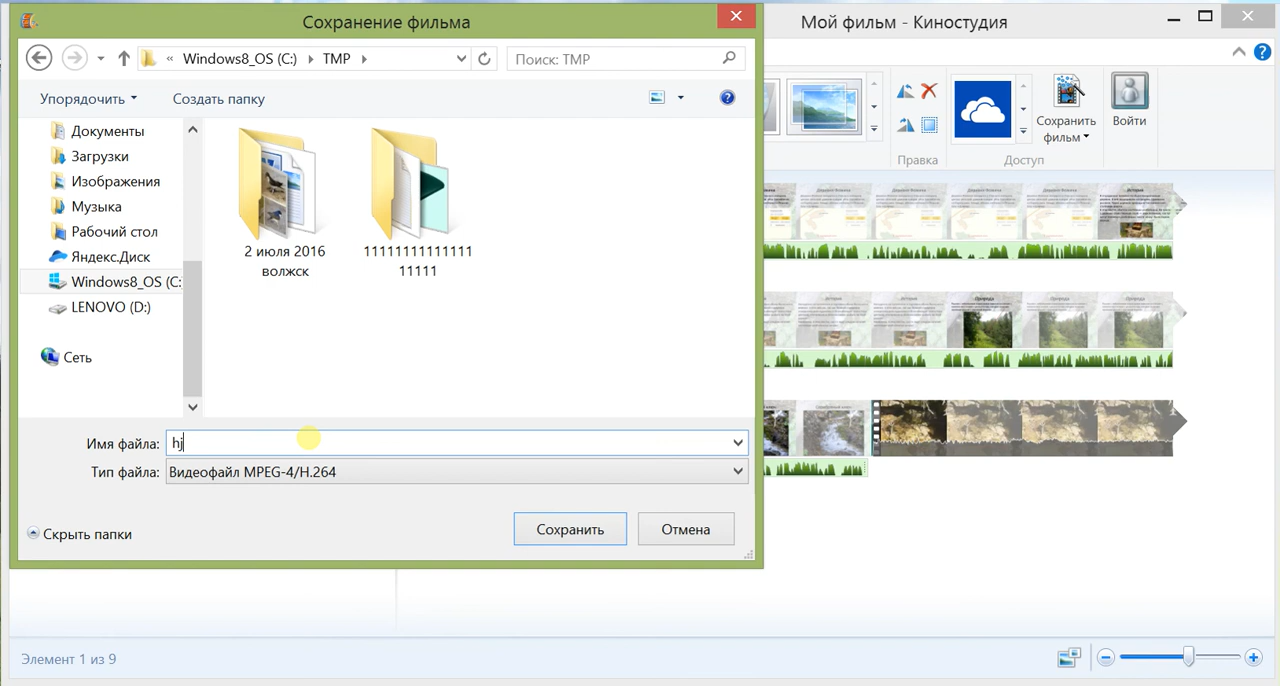 Сохранение фильма
Мой фильм - Киностудия
« Windows8_OS (C:) TMP
Поиск: TMP
Упорядочить
Создать папку
Документы
Загрузки
Изображения
Музыка
Рабочий стол
Яндекс.Диск
Windows8_OS (C:
LENOVO (D:)
Сеть
2 июля 2016
волжск
11111111111111
11111
Имя файла: hj
Тип файла: Видеофайл MPEG-4/H.264
Скрыть папки
Сохранить
Отмена
Сохранить
фильм
Войти
Правка
Доступ
Элемент 1 из 9